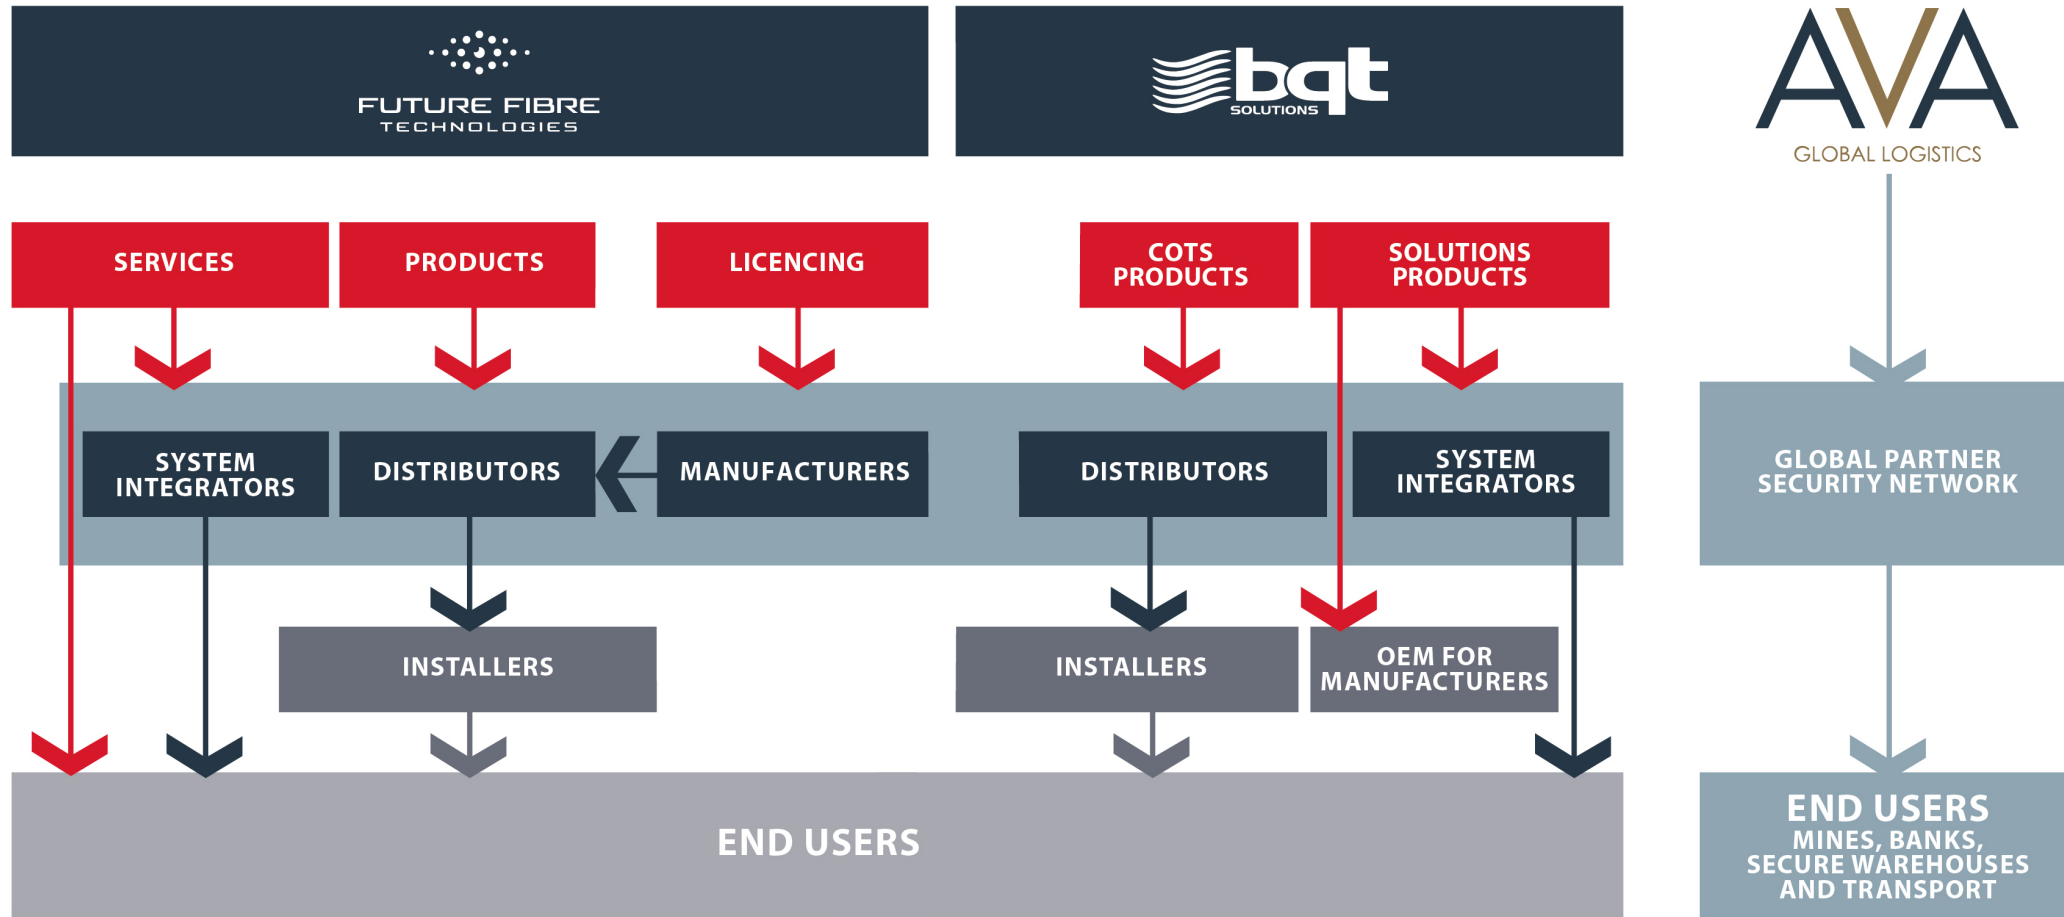 FUTURE FIBRE
TECHNOLOGIES
bqt
SOLUTIONS
AVA
GLOBAL LOGISTICS
SERVICES
PRODUCTS
LICENCING
COTS
PRODUCTS
SOLUTIONS
PRODUCTS
SYSTEM
INTEGRATORS
DISTRIBUTORS
MANUFACTURERS
DISTRIBUTORS
SYSTEM
INTEGRATORS
GLOBAL PARTNER
SECURITY NETWORK
INSTALLERS
INSTALLERS
OEM FOR
MANUFACTURERS
END USERS
END USERS
MINES, BANKS,
SECURE WAREHOUSES
AND TRANSPORT